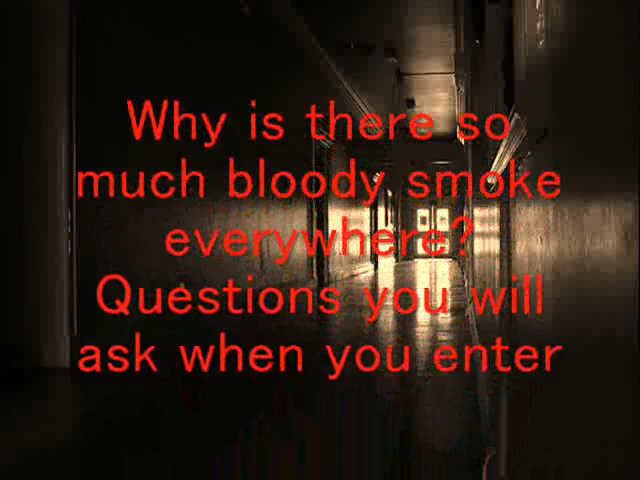 Why is there so
much bloody smoke
everywhere?
Questions you will
ask when you enter